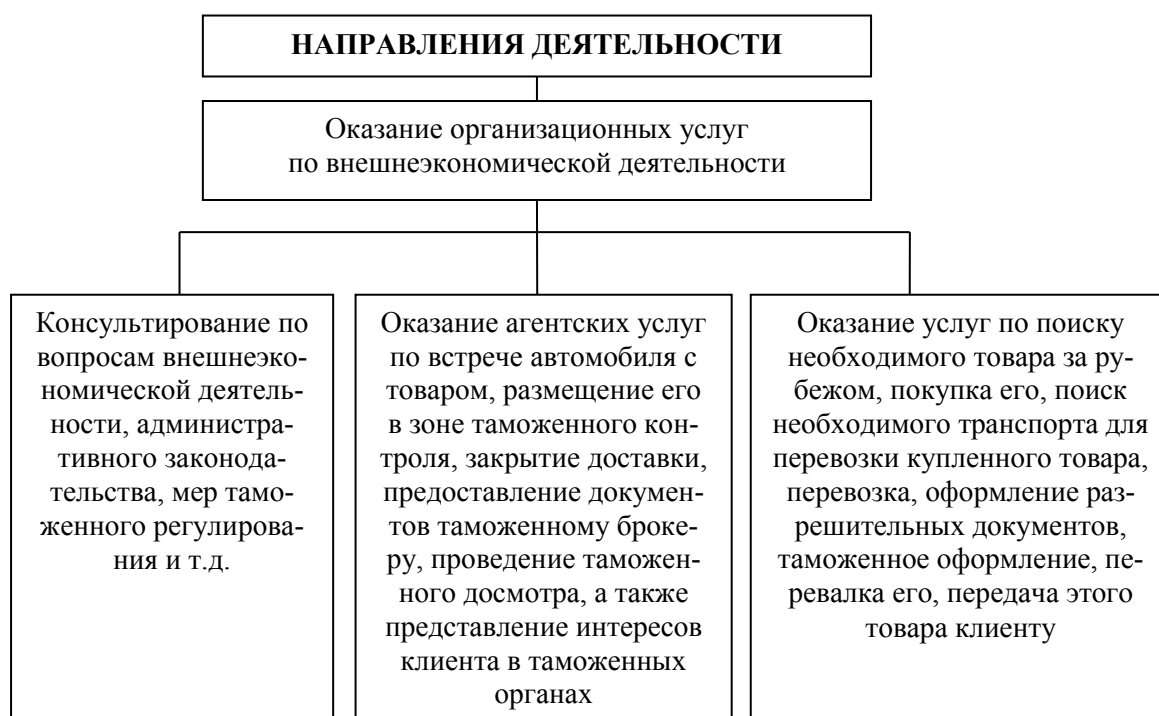 НАПРАВЛЕНИЯ ДЕЯТЕЛЬНОСТИ
Оказание организационных услуг
по внешнеэкономической деятельности
Консультирование по
вопросам внешнеэко-
номической деятель-
ности, администра-
тивного законода-
тельства, мер тамо-
женного регулирова-
ния и т.д.
Оказание агентских услуг
по встрече автомобиля с
товаром, размещение его
в зоне таможенного кон-
троля, закрытие доставки,
предоставление докумен-
тов таможенному броке-
ру, проведение таможен-
ного досмотра, а также
представление интересов
клиента в таможенных
органах
Оказание услуг по поиску
необходимого товара за ру-
бежом, покупка его, поиск
необходимого транспорта для
перевозки купленного товара,
перевозка, оформление раз-
решительных документов,
таможенное оформление, пе-
ревалка его, передача этого
товара клиенту